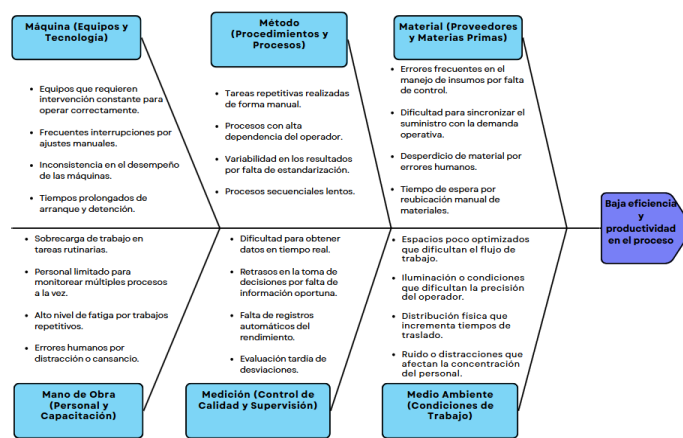 Máquina (Equipos y
Tecnología)
• Equipos que requieren
intervención constante para
operar correctamente.
• Frecuentes interrupciones por
ajustes manuales.
• Inconsistencia en el desempeño
de las máquinas.
• Tiempos prolongados de
arranque y detención.
Método
(Procedimientos y
Procesos)
• Tareas repetitivas realizadas
de forma manual.
• Procesos con alta
dependencia del operador.
• Variabilidad en los resultados
por falta de estandarización.
• Procesos secuenciales lentos.
Material (Proveedores
y Materias Primas)
• Errores frecuentes en el
manejo de insumos por falta
de control.
• Dificultad para sincronizar el
suministro con la demanda
operativa.
• Desperdicio de material por
errores humanos.
• Tiempo de espera por
reubicación manual de
materiales.
Baja eficiencia
y
productividad
en el proceso
• Sobrecarga de trabajo en
tareas rutinarias.
• Personal limitado para
monitorear múltiples procesos
a la vez.
• Alto nivel de fatiga por trabajos
repetitivos.
• Errores humanos por
distracción o cansancio.
Mano de Obra
(Personal y
Capacitación)
• Dificultad para obtener
datos en tiempo real.
• Retrasos en la toma de
decisiones por falta de
información oportuna.
• Falta de registros
automáticos del
rendimiento.
• Evaluación tardía de
desviaciones.
Medición (Control de
Calidad y Supervisión)
• Espacios poco optimizados
que dificultan el flujo de
trabajo.
• Iluminación o condiciones
que dificultan la precisión
del operador.
• Distribución física que
incrementa tiempos de
traslado.
• Ruido o distracciones que
afectan la concentración
del personal.
Medio Ambiente
(Condiciones de
Trabajo)